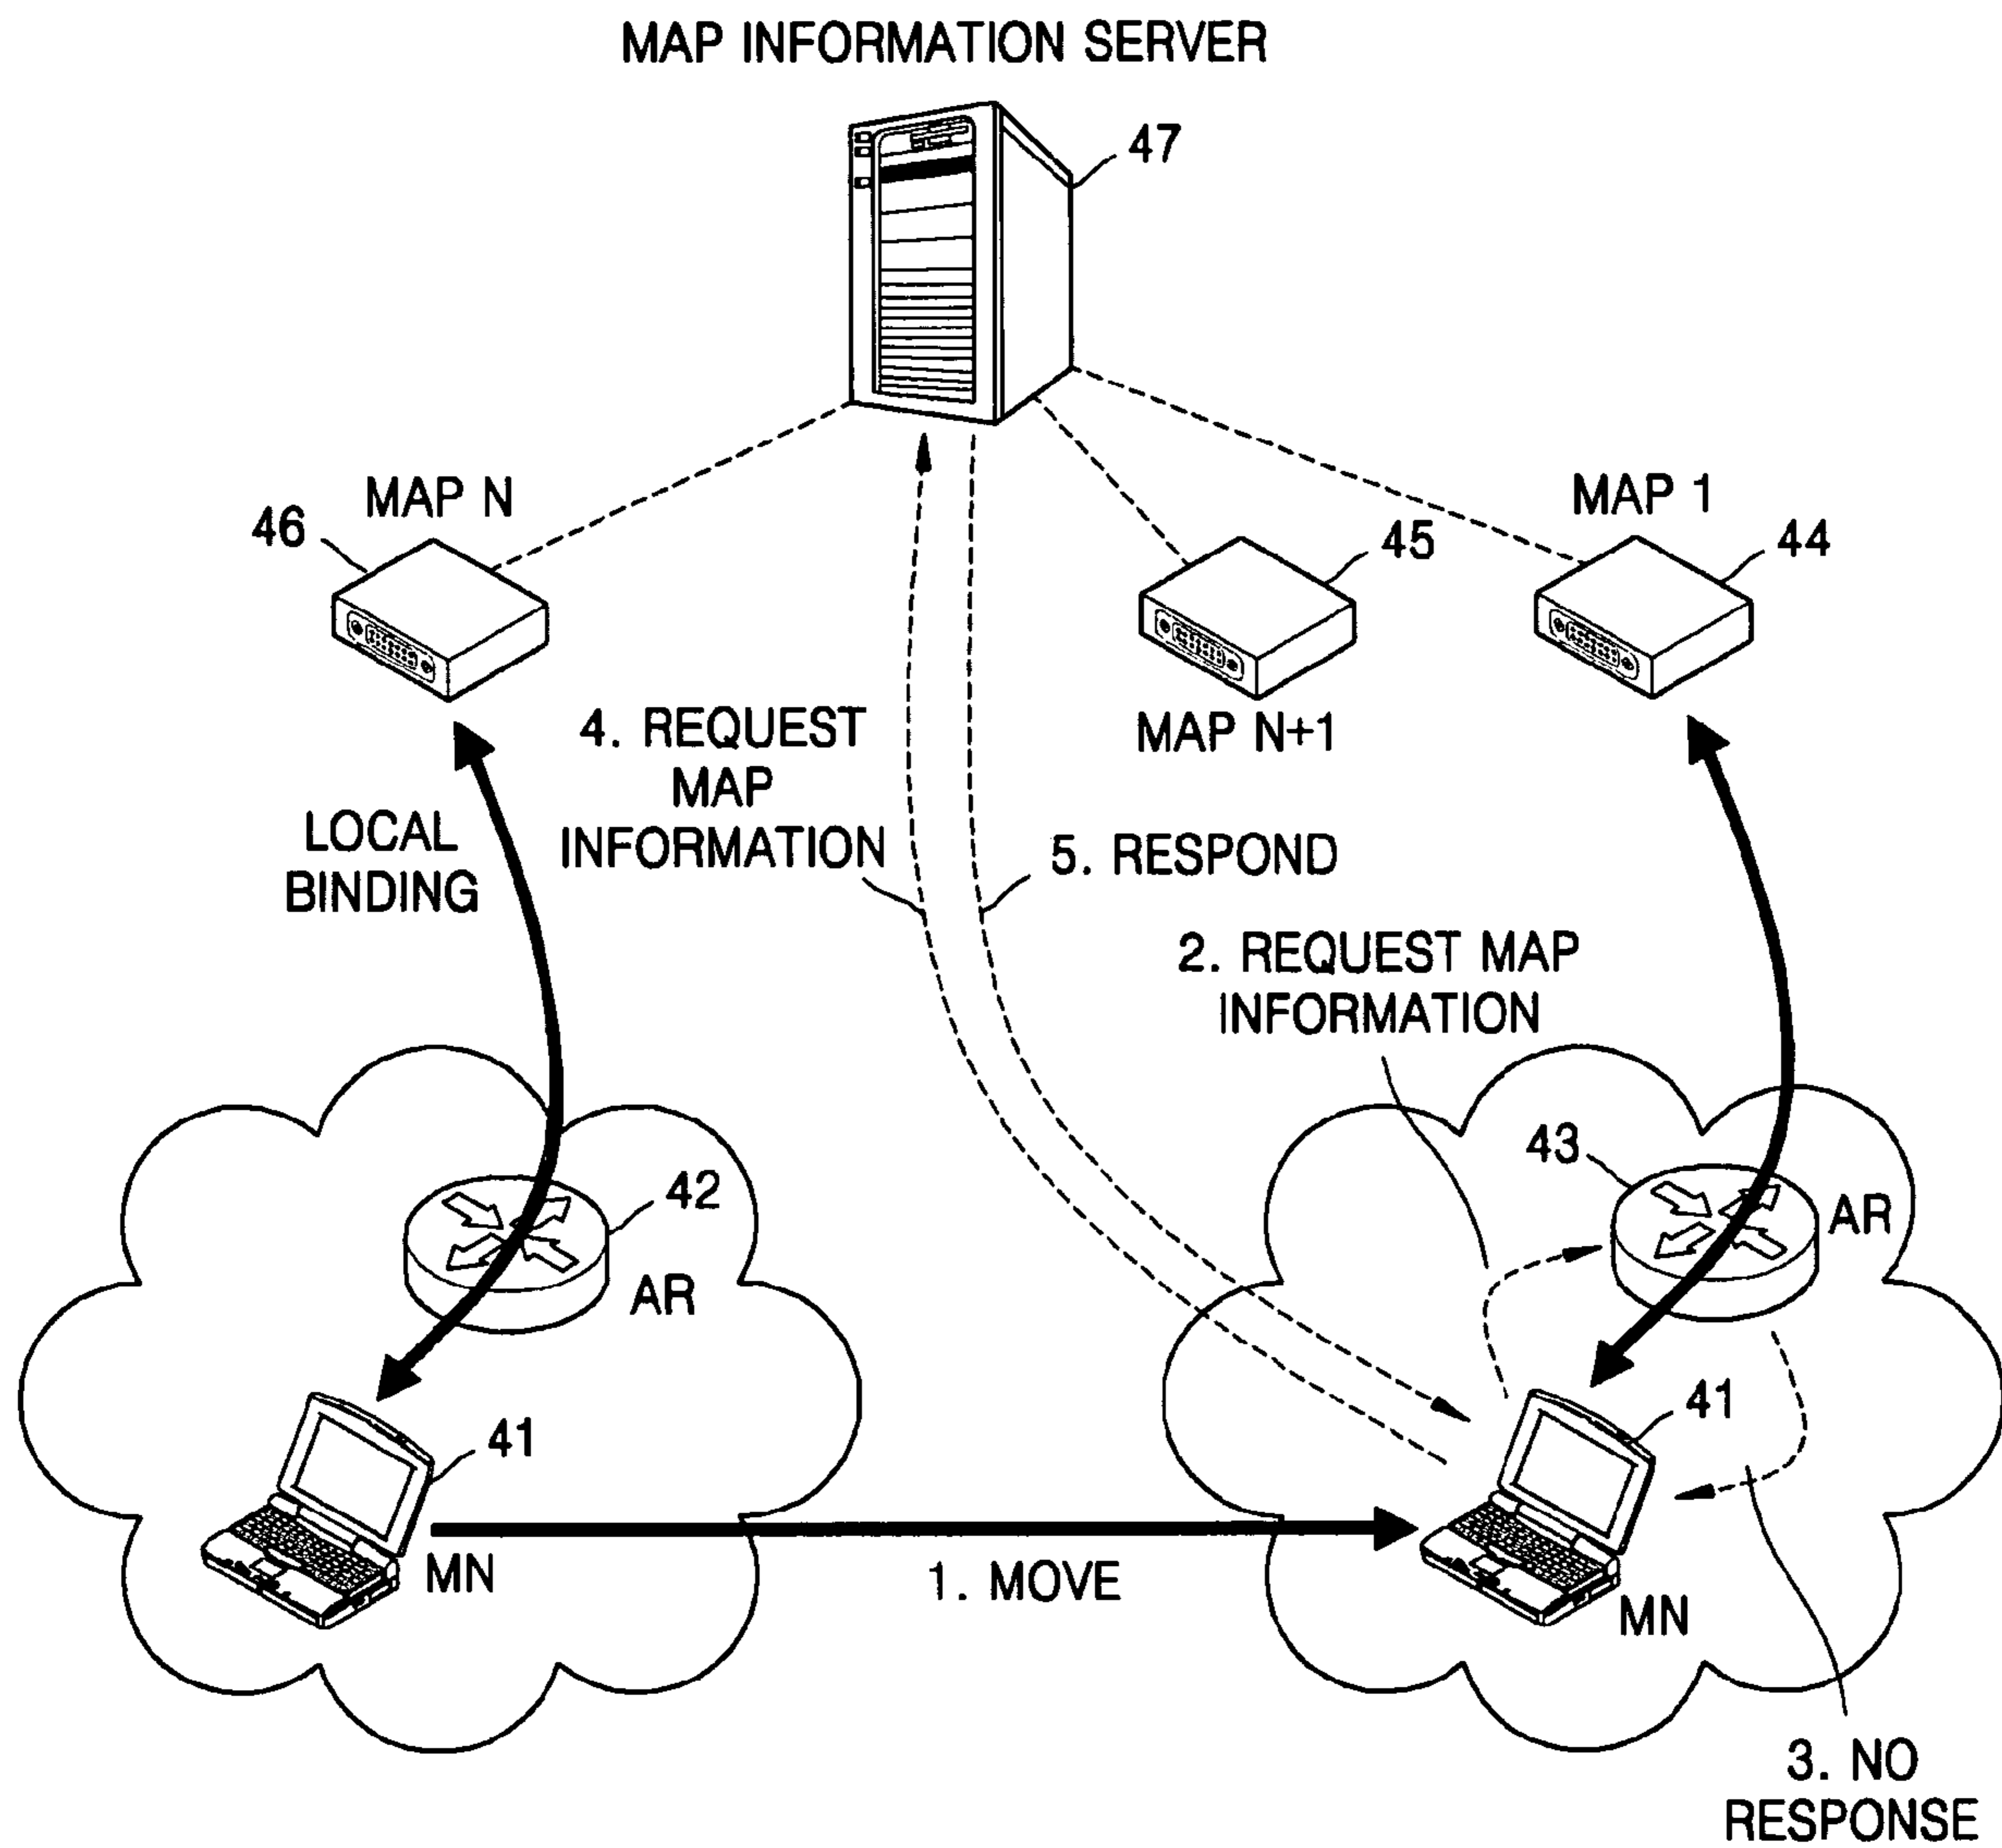 MAP INFORMATION SERVER
47
MAP N
46
MAP 1
45
44
MAP N+1
4. REQUEST
MAP
INFORMATION
LOCAL
BINDING
5. RESPOND
2. REQUEST MAP
INFORMATION
43
42
AR
AR
41
41
MN
1. MOVE
MN
3. NO
RESPONSE